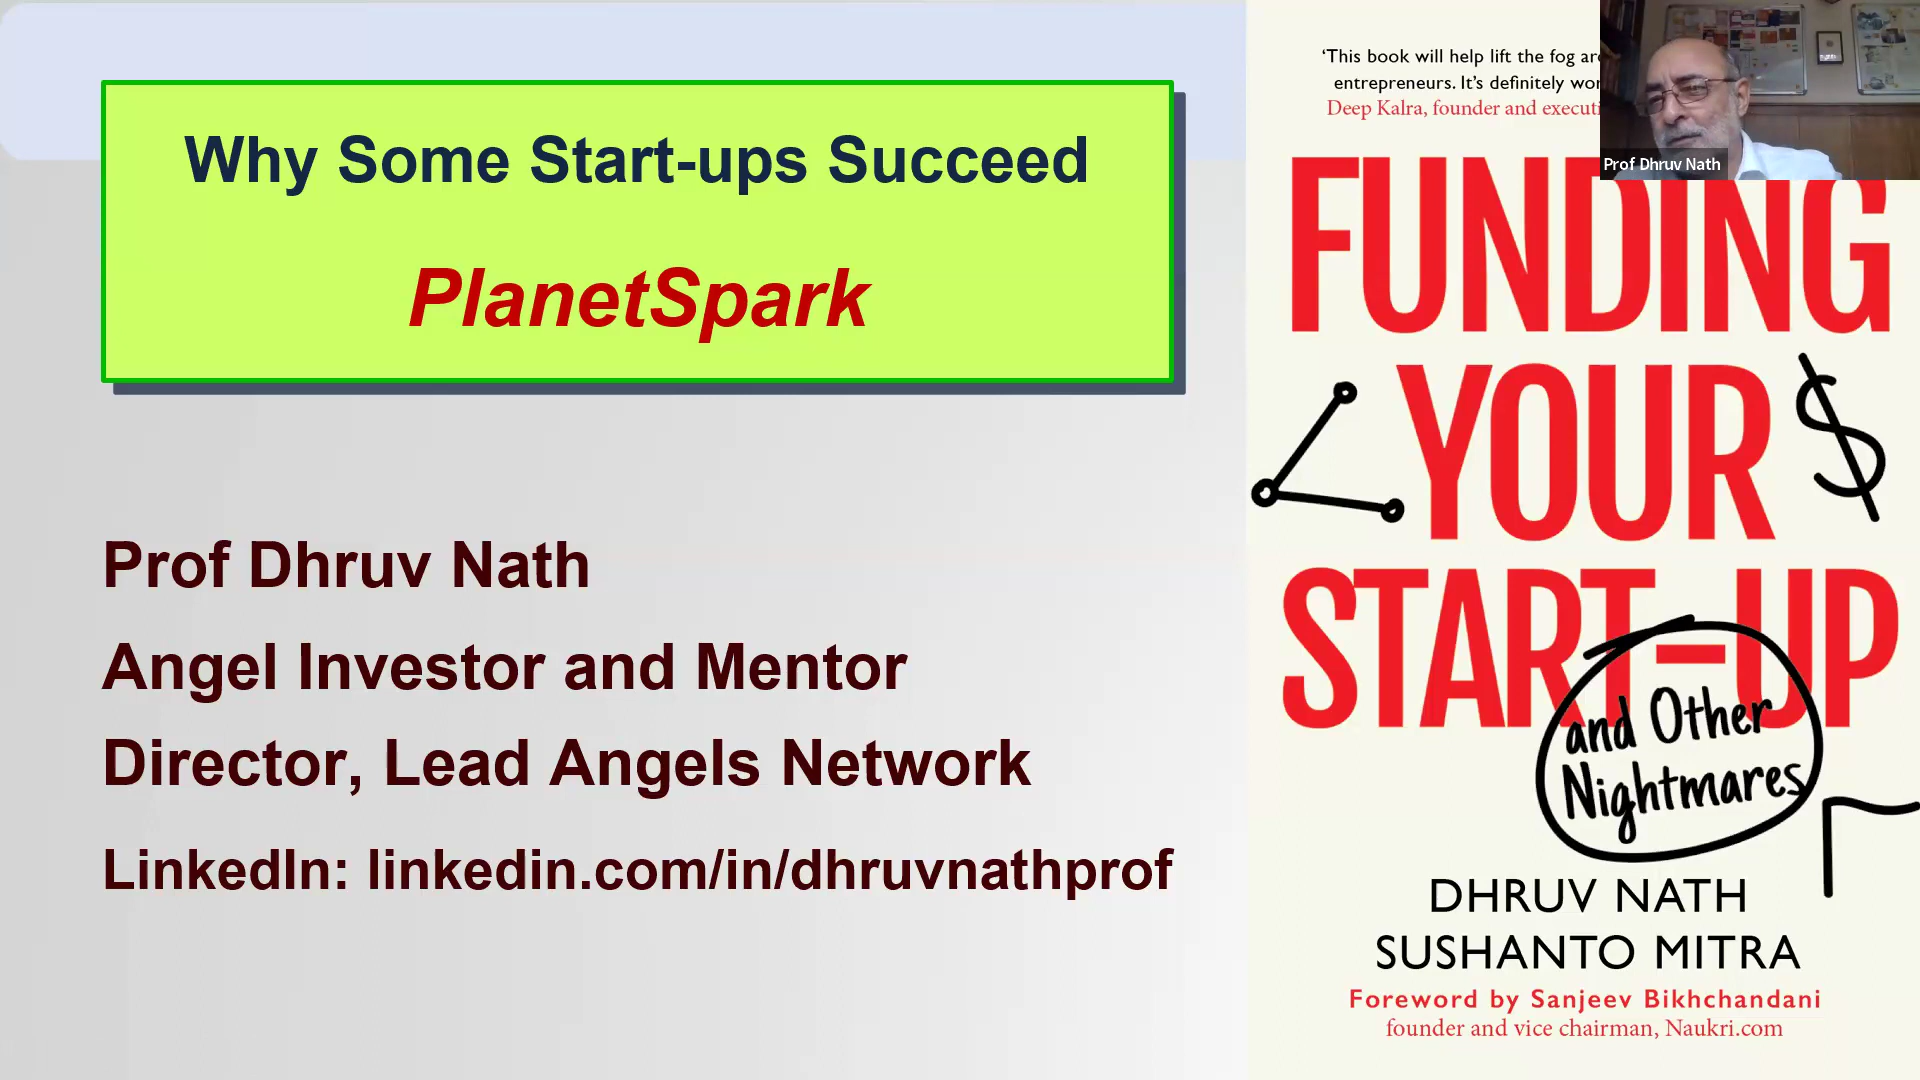 Why Some Start-ups Succeed
PlanetSpark
Prof Dhruv Nath
Angel Investor and Mentor
Director, Lead Angels Network
LinkedIn: linkedin.com/in/dhruvnathprof
‘This book will help lift the fog
entrepreneurs. It’s definitely
Deep Kalra, founder and
Prof Dhruv Nath
FUNDING
YOUR
START-UP
and Other
Nightmares
DHRUV NATH
SUSHANTO MITRA
Foreword by Sanjeev Bikhchandani
founder and vice chairman, Naukri.com